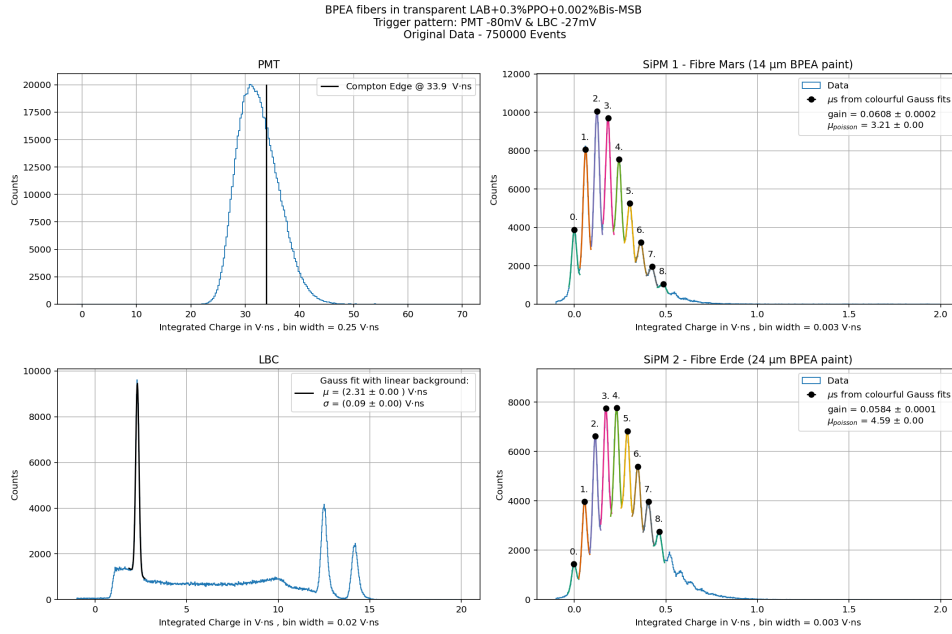 BPEA fibers in transparent LAB+0.3%PPO+0.002%Bis-MSB
Trigger pattern: PMT -80mV & LBC -27mV
Original Data - 750000 Events
PMT
20000
17500
15000
12500
10000
7500
5000
2500
0
Counts
Compton Edge @ 33.9 V·ns
0 10 20 30 40 50 60 70
Integrated Charge in V·ns , bin width = 0.25 V·ns
SiPM 1 - Fibre Mars (14 μm BPEA paint)
12000
10000
8000
6000
4000
2000
0
Counts
0. 1. 2. 3. 4. 5. 6. 7. 8.
Data
μs from colourful Gauss fits
gain = 0.0608 ± 0.0002
μpoisson = 3.21 ± 0.00
0.0 0.5 1.0 1.5 2.0
Integrated Charge in V·ns , bin width = 0.003 V·ns
LBC
10000
8000
6000
4000
2000
0
Counts
Gauss fit with linear background:
μ = (2.31 ± 0.00 ) V·ns
σ = (0.09 ± 0.00) V·ns
0 5 10 15 20
Integrated Charge in V·ns , bin width = 0.02 V·ns
SiPM 2 - Fibre Erde (24 μm BPEA paint)
8000
6000
4000
2000
0
Counts
0. 1. 2. 3. 4. 5. 6. 7. 8.
Data
μs from colourful Gauss fits
gain = 0.0584 ± 0.0001
μpoisson = 4.59 ± 0.00
0.0 0.5 1.0 1.5 2.0
Integrated Charge in V·ns , bin width = 0.003 V·ns